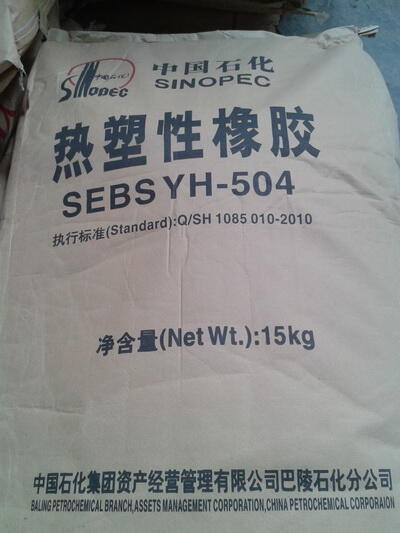 中国石化
SINOPEC
SINOPEC
热塑性橡胶
SEBS YH-504
执行标准(Standard):Q/SH 1085 010-2010
净含量(Net Wt.):15kg
中国石化集团资产经营管理有限公司巴陵石化分公司
BALING PETROCHEMICAL BRANCH,ASSETS MANAGEMENT CORPORATION,CHINA PETROCHEMICAL CORPORAION